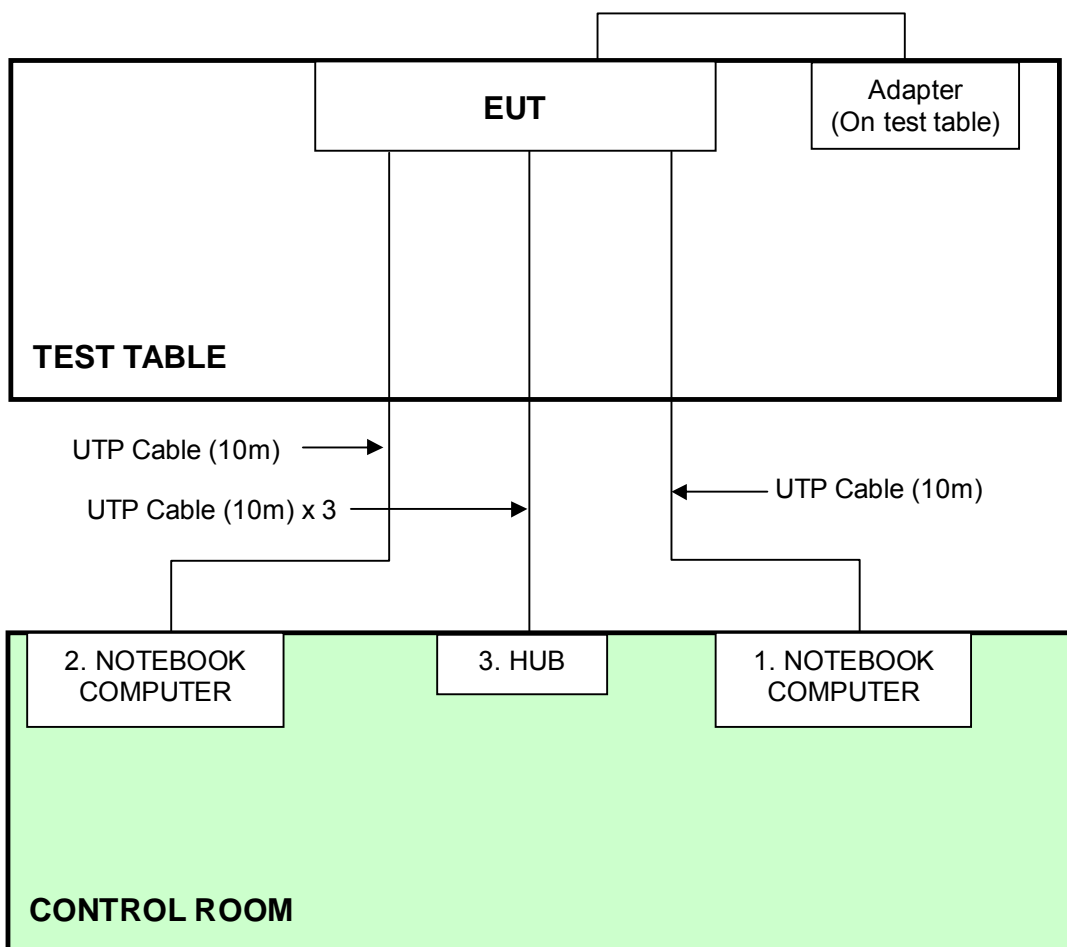 EUT
Adapter
(On test table)
TEST TABLE
UTP Cable (10m)
UTP Cable (10m)
UTP Cable (10m) x 3
2. NOTEBOOK
COMPUTER
3. HUB
1. NOTEBOOK
COMPUTER
CONTROL ROOM